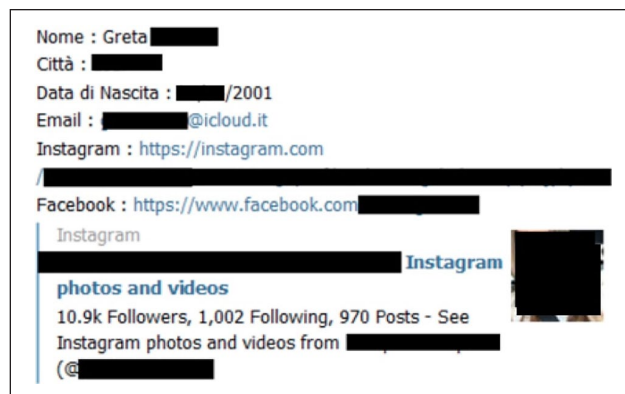 Nome : Greta
Città :
Data di Nascita : /2001
Email : @icloud.it
Instagram : https://instagram.com
/
Facebook : https://www.facebook.com
Instagram
Instagram
photos and videos
10.9k Followers, 1,002 Following, 970 Posts - See
Instagram photos and videos from
(@